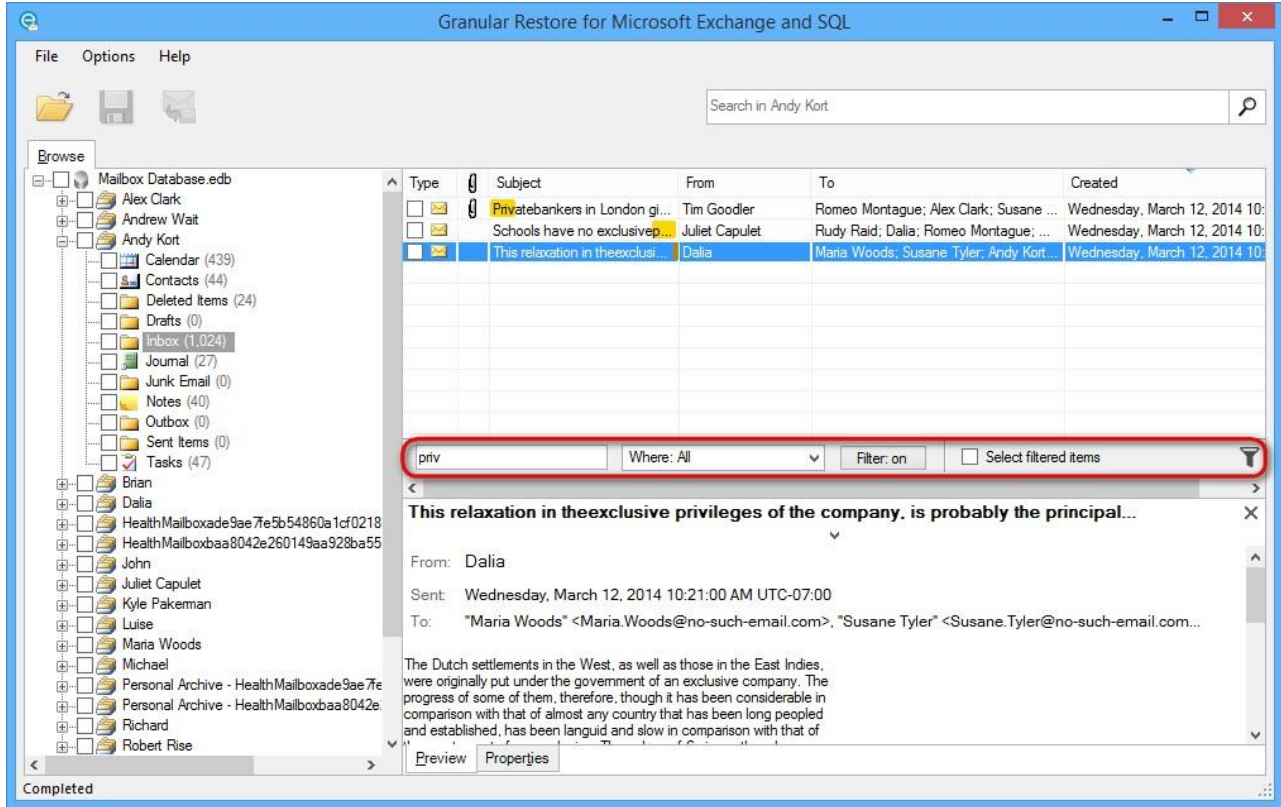 Granular Restore for Microsoft Exchange and SQL
File Options Help
Search in Andy Kort
Browse
Mailbox Database.edb
Alex Clark
Andrew Wait
Andy Kort
Calendar (439)
Contacts (44)
Deleted Items (24)
Drafts (0)
Inbox (1,024)
Journal (27)
Junk Email (0)
Notes (40)
Outbox (0)
Sent Items (0)
Tasks (47)
Brian
Dalia
HealthMailboxade9ae7fe5b54860a1cf0218
HealthMailboxbaa8042e260149aa928ba55
John
Juliet Capulet
Kyle Pakerman
Luise
Maria Woods
Michael
Personal Archive - HealthMailboxade9ae7fe
Personal Archive - HealthMailboxbaa8042e
Richard
Robert Rise
Type Subject From To Created
Privatebankers in London gi... Tim Goodler Romeo Montague; Alex Clark; Susane ... Wednesday, March 12, 2014 10:
Schools have no exclusivep... Juliet Capulet Rudy Raid; Dalia; Romeo Montague; ... Wednesday, March 12, 2014 10:
This relaxation in theexclusi... Dalia Maria Woods; Susane Tyler; Andy Kort... Wednesday, March 12, 2014 10:
priv Where: All Filter: on Select filtered items
This relaxation in theexclusive privileges of the company, is probably the principal...
From: Dalia
Sent: Wednesday, March 12, 2014 10:21:00 AM UTC-07:00
To: "Maria Woods" <Maria.Woods@no-such-email.com>, "Susane Tyler" <Susane.Tyler@no-such-email.com...
The Dutch settlements in the West, as well as those in the East Indies,
were originally put under the government of an exclusive company. The
progress of some of them, therefore, though it has been considerable in
comparison with that of almost any country that has been long peopled
and established, has been languid and slow in comparison with that of
Preview Properties
Completed